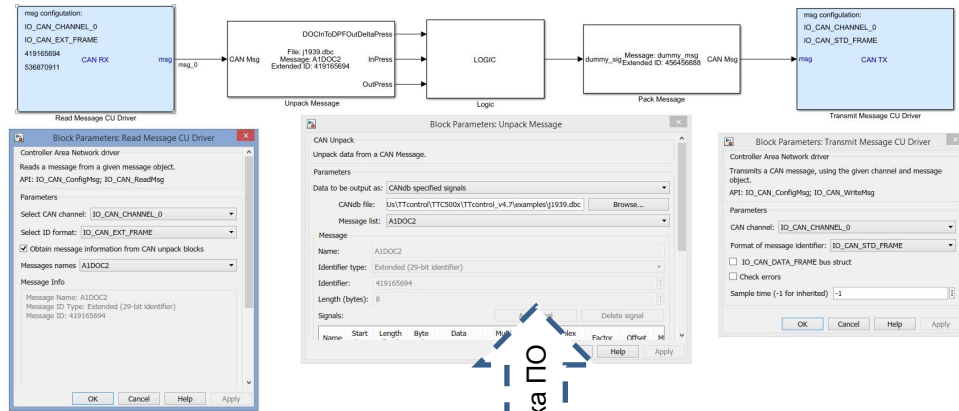 msg configutation:
IO_CAN_CHANNEL_0
IO_CAN_EXT_FRAME
419165694
536870911
CAN RX
msg
msg_0
Read Message CU Driver
CAN Msg
DOCInToDPFOutDeltaPress
File: j1939.dbc
Message: A1DOC2
Extended ID: 419165694
InPress
OutPress
Unpack Message
LOGIC
Logic
dummy_sig
Message: dummy_msg
Extended ID: 456456888
CAN Msg
Pack Message
msg configutation:
IO_CAN_CHANNEL_0
IO_CAN_STD_FRAME
msg
CAN TX
Transmit Message CU Driver
Block Parameters: Read Message CU Driver
Controller Area Network driver
Reads a message from a given message object.
API: IO_CAN_ConfigMsg; IO_CAN_ReadMsg
Parameters
Select CAN channel: IO_CAN_CHANNEL_0
Select ID format: IO_CAN_EXT_FRAME
Obtain message information from CAN unpack blocks
Messages names A1DOC2
Message Info
Message Name: A1DOC2
Message ID Type: Extended (29-bit identifier)
Message ID: 419165694
OK Cancel Help Apply
Block Parameters: Unpack Message
CAN Unpack
Unpack data from a CAN Message.
Parameters
Data to be output as: CANdb specified signals
CANdb file: Us\TTcontrol\TTC500x\TTcontrol_v4.7\examples\J1939.dbc Browse...
Message list: A1DOC2
Message
Name: A1DOC2
Identifier type: Extended (29-bit identifier)
Identifier: 419165694
Length (bytes): 8
Signals: Delete signal
Name Start Length Byte Data Factor Offset
Help Apply
Block Parameters: Transmit Message CU Driver
Controller Area Network driver
Transmits a CAN message, using the given channel and message
object.
API: IO_CAN_ConfigMsg; IO_CAN_WriteMsg
Parameters
CAN channel: IO_CAN_CHANNEL_0
Format of message identifier: IO_CAN_STD_FRAME
IO_CAN_DATA_FRAME bus struct
Check errors
Sample time (-1 for inherited) -1
OK Cancel Help Apply
ка ПО